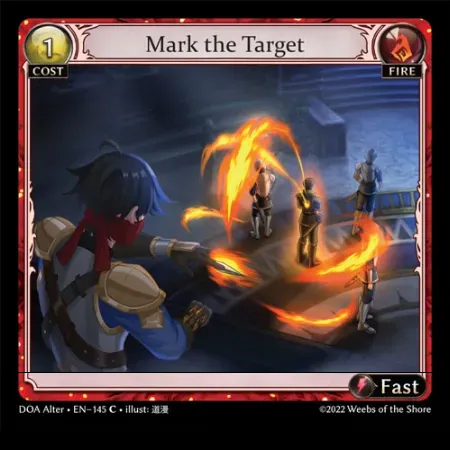 1
COST
Mark the Target
FIRE
Fast
DOA Alter • EN-145 C • illust: 道漫
©2022 Weebs of the Shore